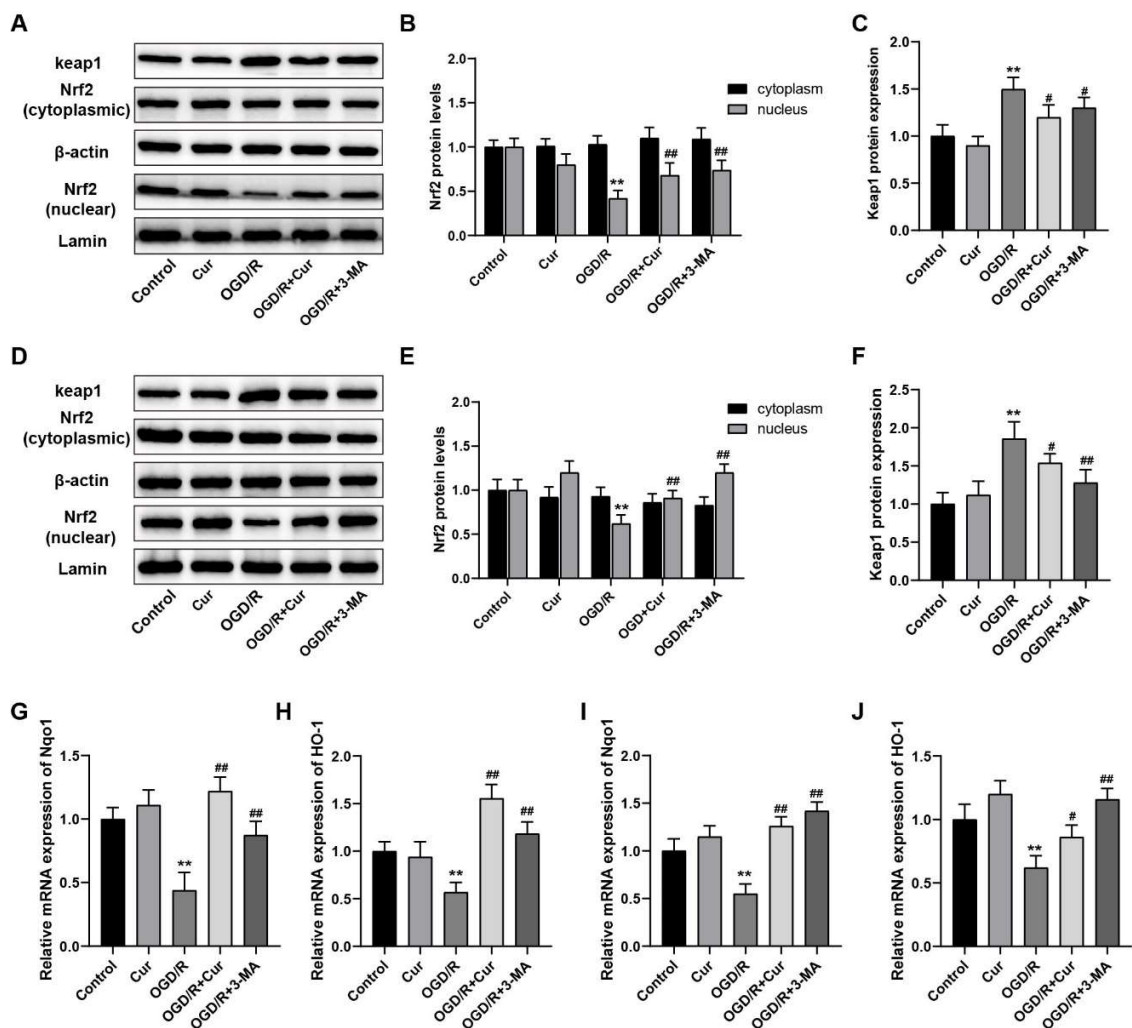 A
keap1
Nrf2
(cytoplasmic)
β-actin
Nrf2
(nuclear)
Lamin
Control
Cur
OGD/R
OGD/R+Cur
OGD/R+3-MA
B
Nrf2 protein levels
2.0
1.5
1.0
0.5
0.0
cytoplasm
nucleus
**
##
##
Control
Cur
OGD/R
OGD/R+Cur
OGD/R+3-MA
C
Keap1 protein expression
2.0
1.5
1.0
0.5
0.0
**
#
#
Control
Cur
OGD/R
OGD/R+Cur
OGD/R+3-MA
D
keap1
Nrf2
(cytoplasmic)
β-actin
Nrf2
(nuclear)
Lamin
Control
Cur
OGD/R
OGD/R+Cur
OGD/R+3-MA
E
Nrf2 protein levels
2.0
1.5
1.0
0.5
0.0
cytoplasm
nucleus
**
##
##
Control
Cur
OGD/R
OGD+Cur
OGD/R+3-MA
F
Keap1 protein expression
2.5
2.0
1.5
1.0
0.5
0.0
**
#
##
Control
Cur
OGD/R
OGD/R+Cur
OGD/R+3-MA
G
Relative mRNA expression of Nqo1
1.5
1.0
0.5
0.0
**
##
##
Control
Cur
OGD/R
OGD/R+Cur
OGD/R+3-MA
H
Relative mRNA expression of HO-1
2.0
1.5
1.0
0.5
0.0
**
##
##
Control
Cur
OGD/R
OGD/R+Cur
OGD/R+3-MA
I
Relative mRNA expression of Nqo1
2.0
1.5
1.0
0.5
0.0
**
##
##
Control
Cur
OGD/R
OGD/R+Cur
OGD/R+3-MA
J
Relative mRNA expression of HO-1
1.5
1.0
0.5
0.0
**
#
##
Control
Cur
OGD/R
OGD/R+Cur
OGD/R+3-MA